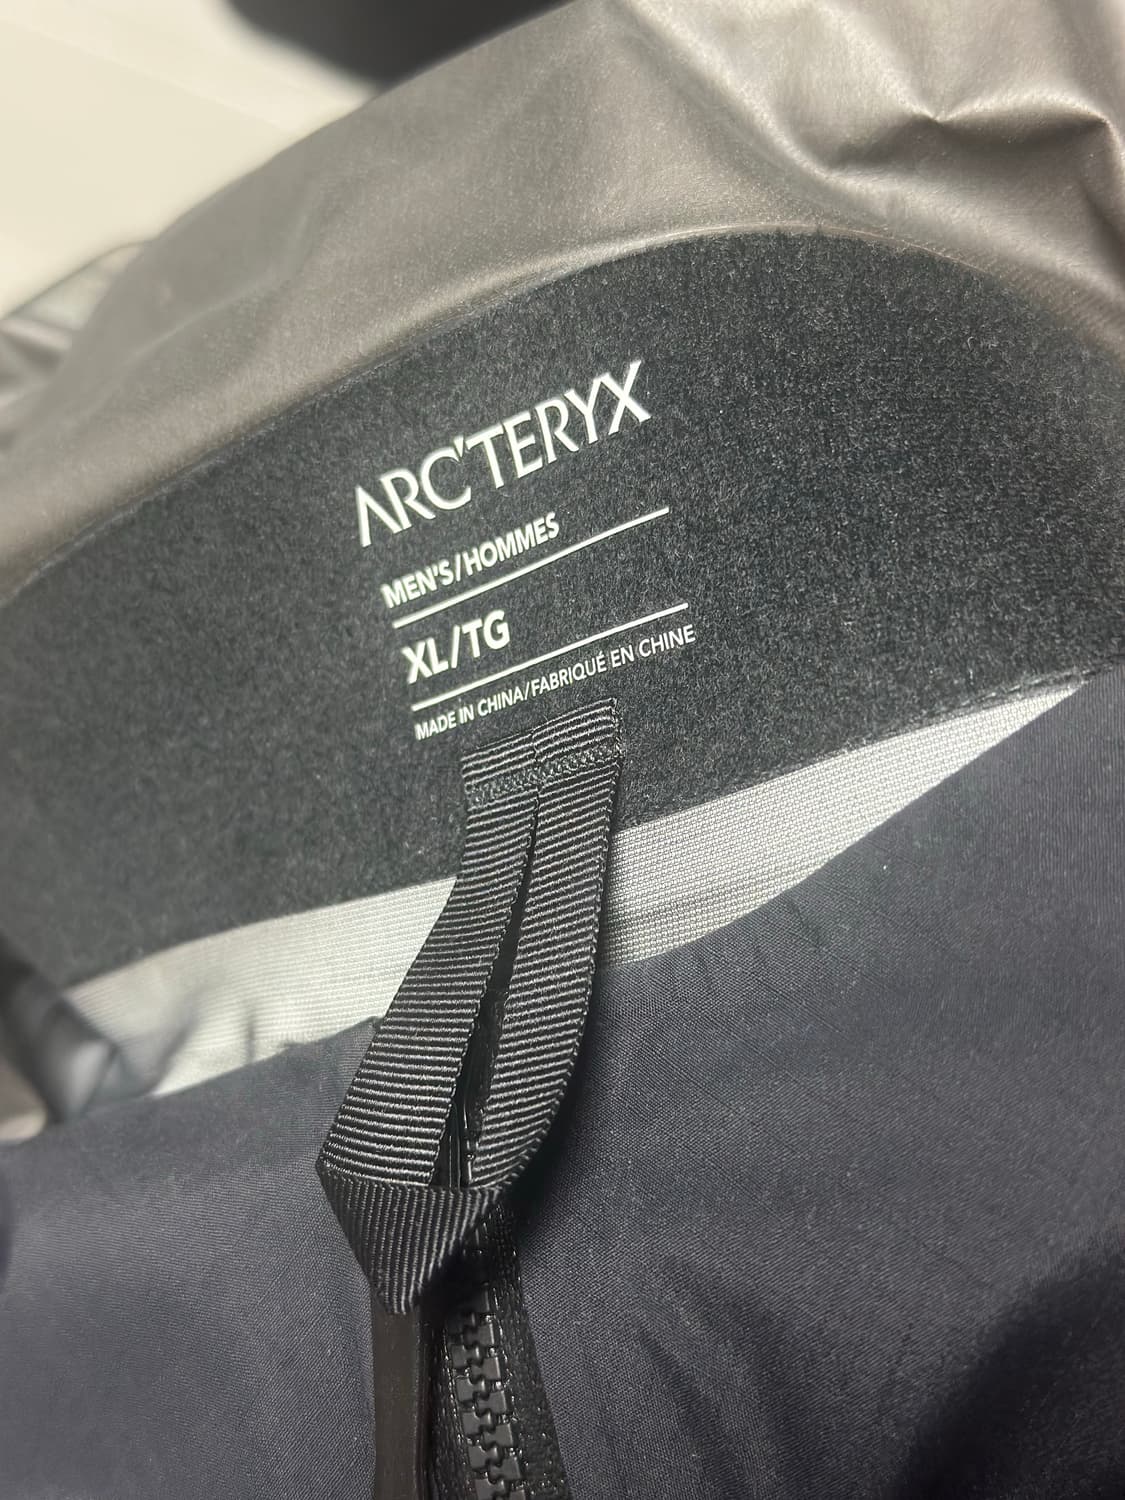 ARC'TERYX
MEN'S/HOMMES
XL/TG
MADE IN CHINA/FABRIQUÉ EN CHINE